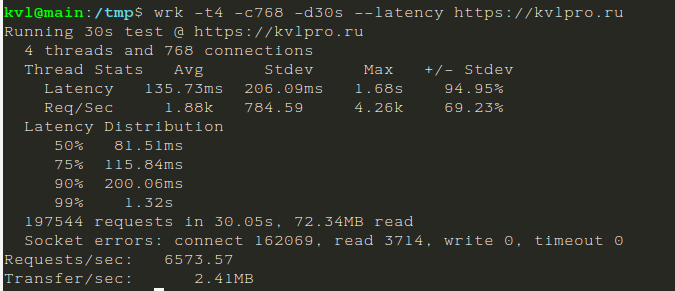 kvl@main:/tmp$ wrk -t4 -c768 -d30s --latency https://kvlpro.ru
Running 30s test @ https://kvlpro.ru
4 threads and 768 connections
Thread Stats Avg Stdev Max +/- Stdev
Latency 135.73ms 206.09ms 1.68s 94.95%
Req/Sec 1.88k 784.59 4.26k 69.23%
Latency Distribution
50% 81.51ms
75% 115.84ms
90% 200.06ms
99% 1.32s
197544 requests in 30.05s, 72.34MB read
Socket errors: connect 162069, read 3714, write 0, timeout 0
Requests/sec: 6573.57
Transfer/sec: 2.41MB